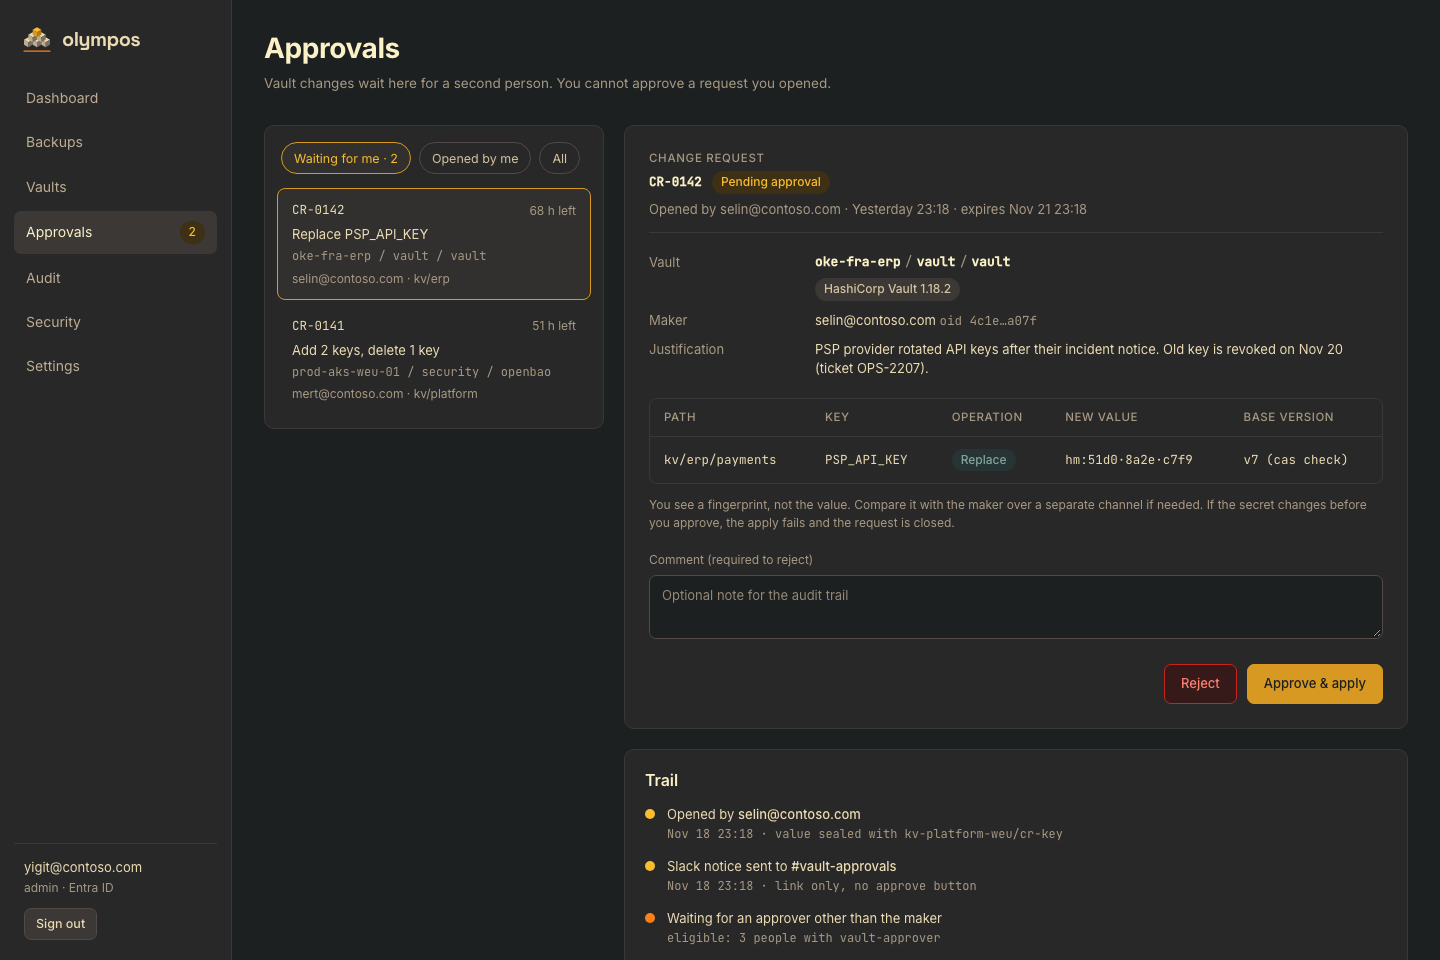 olympos
Dashboard
Backups
Vaults
Approvals 2
Audit
Security
Settings
yigit@contoso.com
admin · Entra ID
Sign out
Approvals
Vault changes wait here for a second person. You cannot approve a request you opened.
Waiting for me · 2 Opened by me All
CR-0142 68 h left
Replace PSP_API_KEY
oke-fra-erp / vault / vault
selin@contoso.com · kv/erp
CR-0141 51 h left
Add 2 keys, delete 1 key
prod-aks-weu-01 / security / openbao
mert@contoso.com · kv/platform
CHANGE REQUEST
CR-0142 Pending approval
Opened by selin@contoso.com · Yesterday 23:18 · expires Nov 21 23:18
Vault oke-fra-erp / vault / vault
HashiCorp Vault 1.18.2
Maker selin@contoso.com oid 4c1e…a07f
Justification PSP provider rotated API keys after their incident notice. Old key is revoked on Nov 20
(ticket OPS-2207).
PATH KEY OPERATION NEW VALUE BASE VERSION
kv/erp/payments PSP_API_KEY Replace hm:51d0·8a2e·c7f9 v7 (cas check)
You see a fingerprint, not the value. Compare it with the maker over a separate channel if needed. If the secret changes before
you approve, the apply fails and the request is closed.
Comment (required to reject)
Optional note for the audit trail
Reject Approve & apply
Trail
Opened by selin@contoso.com
Nov 18 23:18 · value sealed with kv-platform-weu/cr-key
Slack notice sent to #vault-approvals
Nov 18 23:18 · link only, no approve button
Waiting for an approver other than the maker
eligible: 3 people with vault-approver